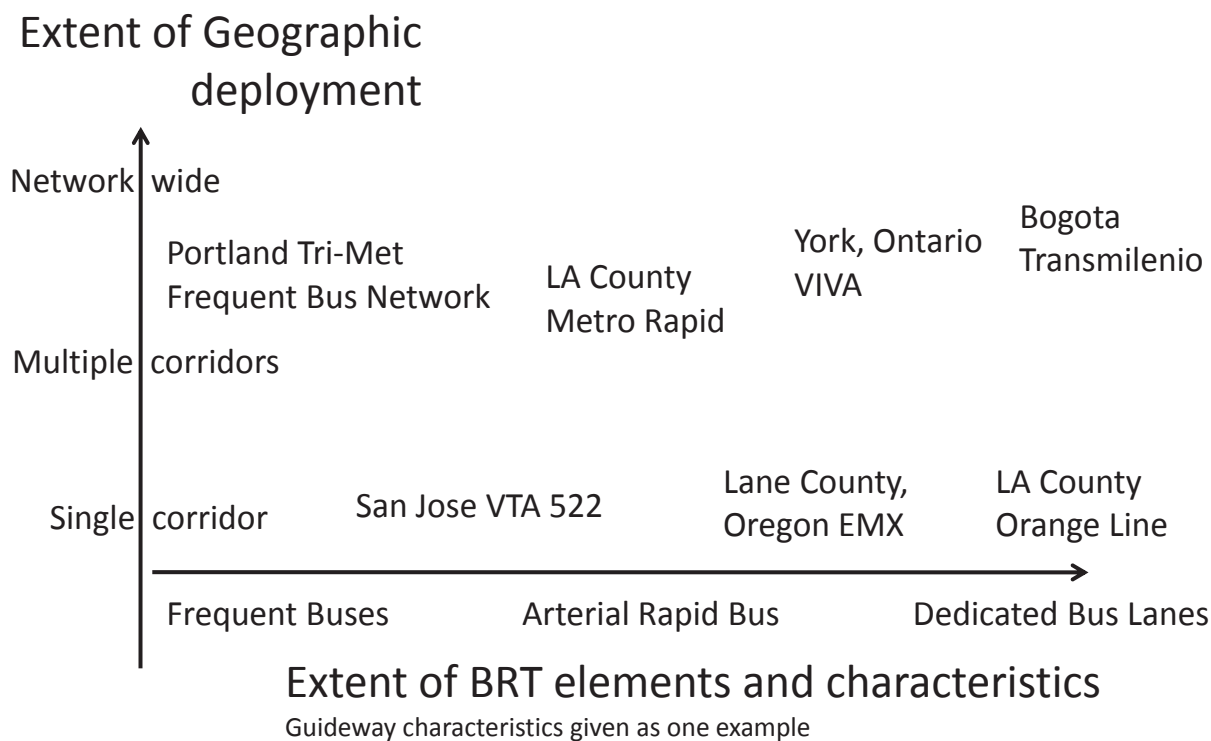 Extent of Geographic
deployment
Network wide
Bogota
Transmilenio
York, Ontario
VIVA
Portland Tri-Met
Frequent Bus Network
LA County
Metro Rapid
Multiple corridors
Single corridor
San Jose VTA 522
Lane County,
Oregon EMX
LA County
Orange Line
Frequent Buses
Arterial Rapid Bus
Dedicated Bus Lanes
Extent of BRT elements and characteristics
Guideway characteristics given as one example